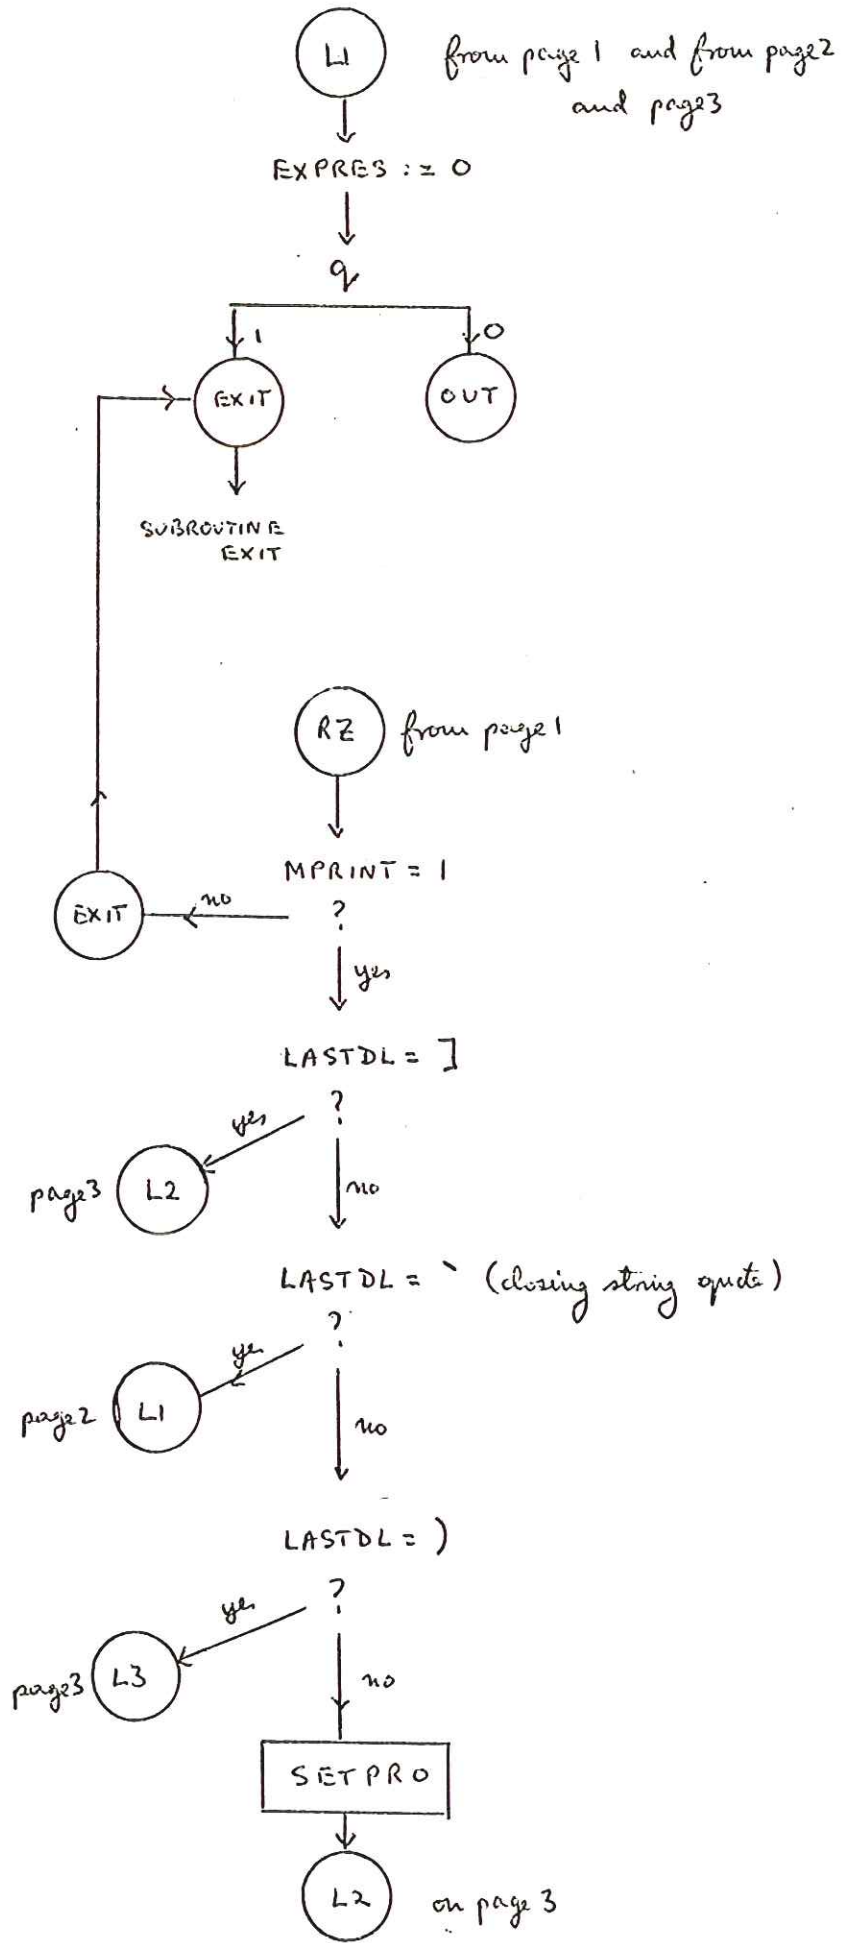 L1
from page 1 and from page 2
and page 3
EXPRES := 0
q
1
0
EXIT
OUT
SUBROUTINE
EXIT
RZ
from page 1
MPRINT = 1
EXIT
no
?
yes
LASTDL = ]
?
yes
page 3
L2
no
LASTDL = ` (closing string quote)
?
yes
page 2
L1
no
LASTDL = )
?
yes
page 3
L3
no
SETPRO
L2
on page 3